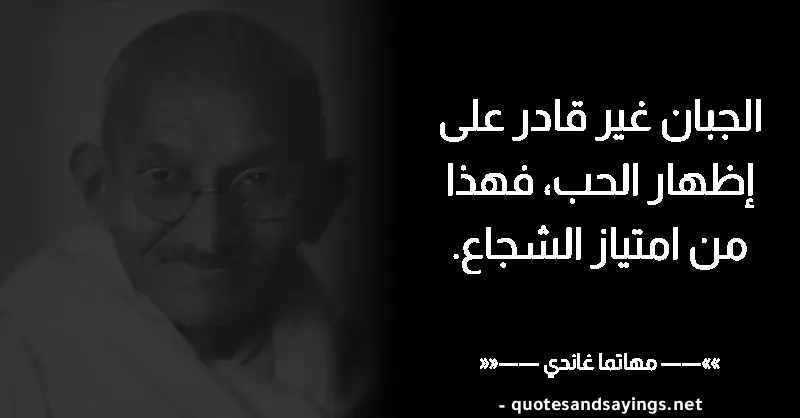 الجبان غير قادر على
إظهار الحب، فهذا
من امتياز الشجاع.
»»—— مهاتما غاندي ——««
- quotesandsayings.net